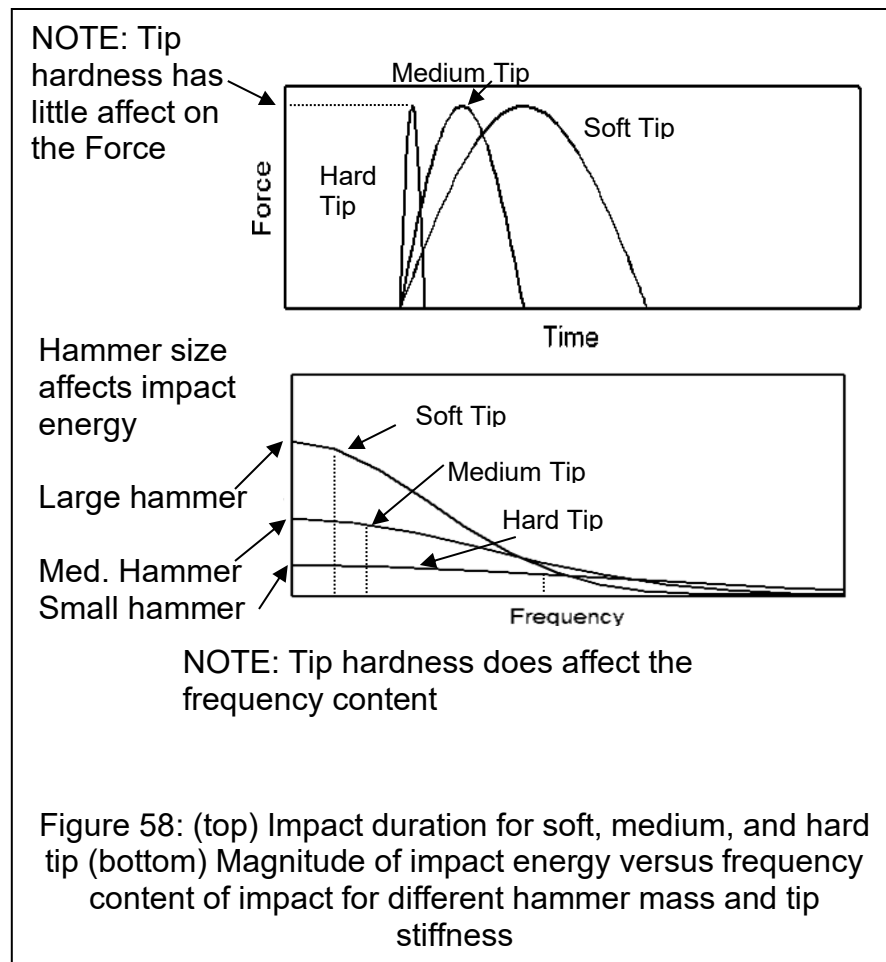 NOTE: Tip
hardness has
little affect on
the Force
Medium Tip
Soft Tip
Hard
Tip
Force
Time
Hammer size
affects impact
energy
Large hammer
Med. Hammer
Small hammer
Soft Tip
Medium Tip
Hard Tip
Frequency
NOTE: Tip hardness does affect the
frequency content
Figure 58: (top) Impact duration for soft, medium, and hard
tip (bottom) Magnitude of impact energy versus frequency
content of impact for different hammer mass and tip
stiffness